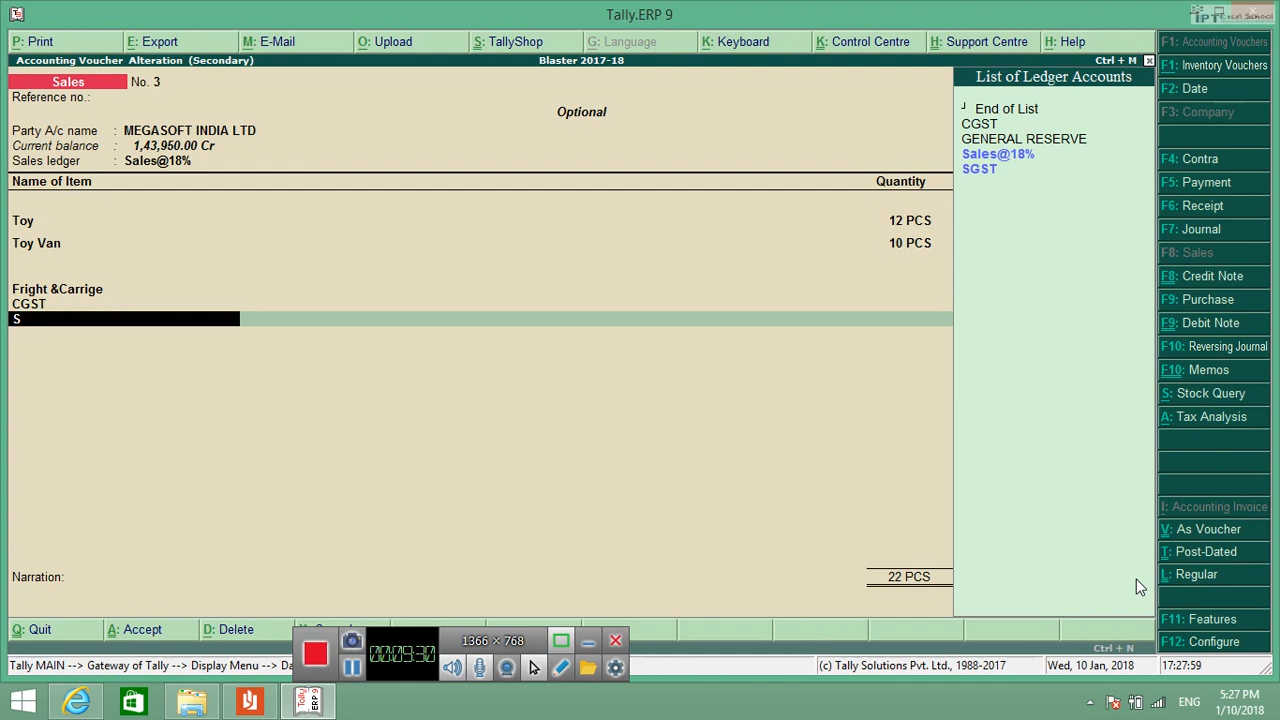 Tally.ERP 9
P: Print E: Export M: E-Mail O: Upload S: TallyShop G: Language K: Keyboard K: Control Centre H: Support Centre H: Help
Accounting Voucher Alteration (Secondary) Blaster 2017-18 Ctrl + M
Sales No. 3
Reference no.:
Optional
Party A/c name : MEGASOFT INDIA LTD
Current balance : 1,43,950.00 Cr
Sales ledger : Sales@18%
Name of Item Quantity
Toy 12 PCS
Toy Van 10 PCS
Fright &Carrige
CGST
S
Narration: 22 PCS
List of Ledger Accounts
End of List
CGST
GENERAL RESERVE
Sales@18%
SGST
F1: Accounting Vouchers
F1: Inventory Vouchers
F2: Date
F3: Company
F4: Contra
F5: Payment
F6: Receipt
F7: Journal
F8: Sales
F8: Credit Note
F9: Purchase
F9: Debit Note
F10: Reversing Journal
F10: Memos
S: Stock Query
A: Tax Analysis
I: Accounting Invoice
V: As Voucher
T: Post-Dated
L: Regular
F11: Features
F12: Configure
Q: Quit A: Accept D: Delete
1366 × 768
00:09:30
Ctrl + N
Tally MAIN --> Gateway of Tally --> Display Menu --> Da
(c) Tally Solutions Pvt. Ltd., 1988-2017 Wed, 10 Jan, 2018 17:27:59
Tally
ERP 9
ENG
5:27 PM
1/10/2018